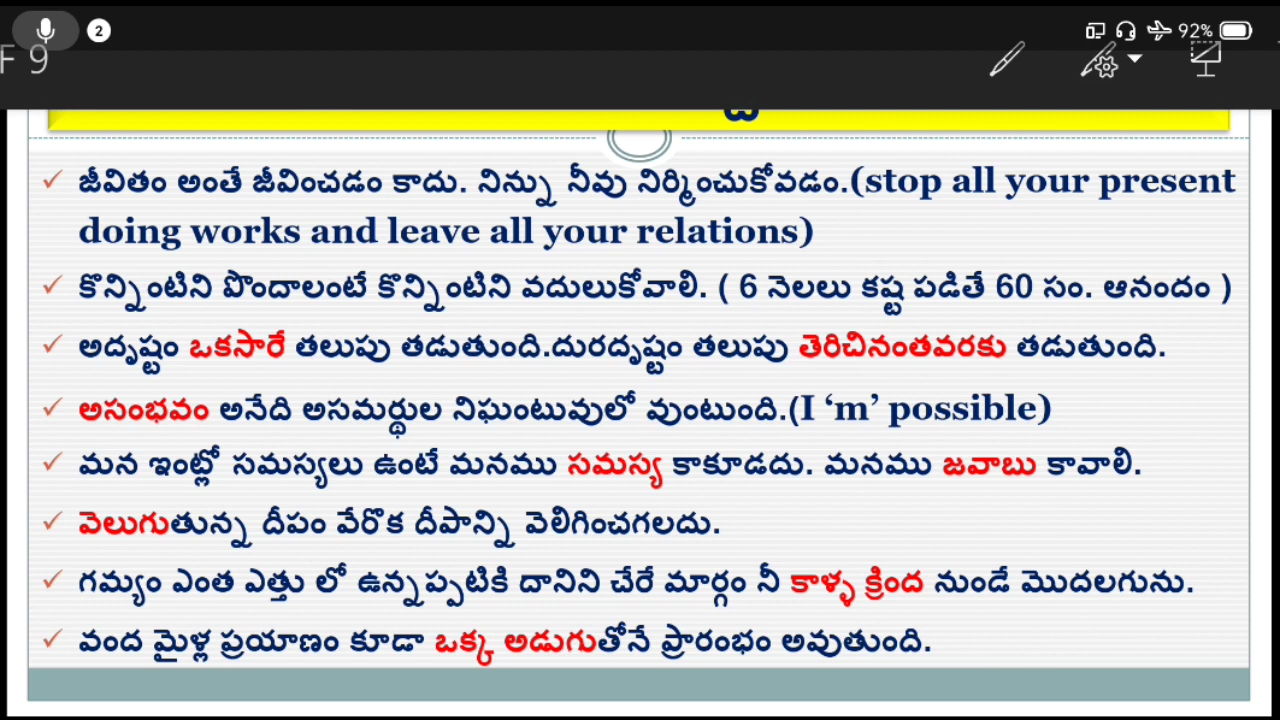 2
92%
F 9
✓ జీవితం అంతే జీవించడం కాదు. నిన్ను నీవు నిర్మించుకోవడం.(stop all your present
doing works and leave all your relations)
✓ కొన్నింటిని పొందాలంటే కొన్నింటిని వదులుకోవాలి. ( 6 నెలలు కష్ట పడితే 60 సం. ఆనందం )
✓ అదృష్టం ఒకసారే తలుపు తడుతుంది.దురదృష్టం తలుపు తెరిచినంతవరకు తడుతుంది.
✓ అసంభవం అనేది అసమర్థుల నిఘంటువులో వుంటుంది.(I ‘m’ possible)
✓ మన ఇంట్లో సమస్యలు ఉంటే మనము సమస్య కాకూడదు. మనము జవాబు కావాలి.
✓ వెలుగుతున్న దీపం వేరొక దీపాన్ని వెలిగించగలదు.
✓ గమ్యం ఎంత ఎత్తు లో ఉన్నప్పటికి దానిని చేరే మార్గం నీ కాళ్ళ క్రింద నుండే మొదలగును.
✓ వంద మైళ్ల ప్రయాణం కూడా ఒక్క అడుగుతోనే ప్రారంభం అవుతుంది.